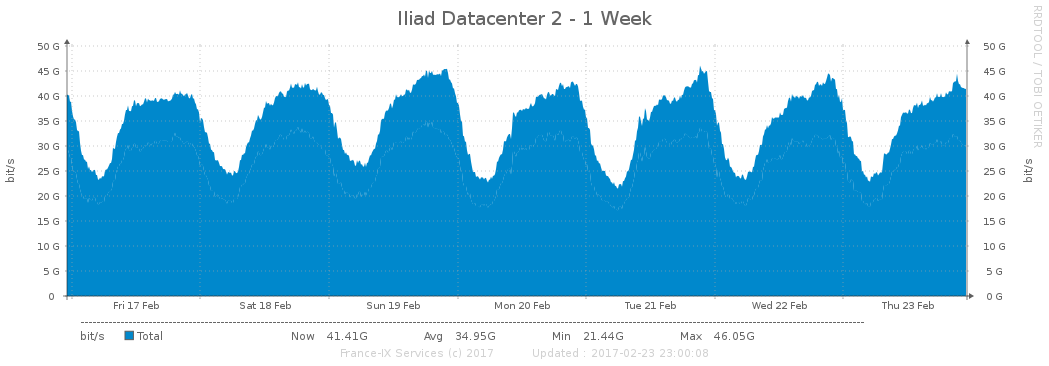 Iliad Datacenter 2 - 1 Week
RRDTOOL / TOBI OETIKER
50 G 50 G
45 G 45 G
40 G 40 G
35 G 35 G
30 G 30 G
25 G 25 G
20 G 20 G
15 G 15 G
10 G 10 G
5 G 5 G
0 0 G
bit/s bit/s
Fri 17 Feb Sat 18 Feb Sun 19 Feb Mon 20 Feb Tue 21 Feb Wed 22 Feb Thu 23 Feb
bit/s Total Now 41.41G Avg 34.95G Min 21.44G Max 46.05G
France-IX Services (c) 2017 Updated : 2017-02-23 23:00:08